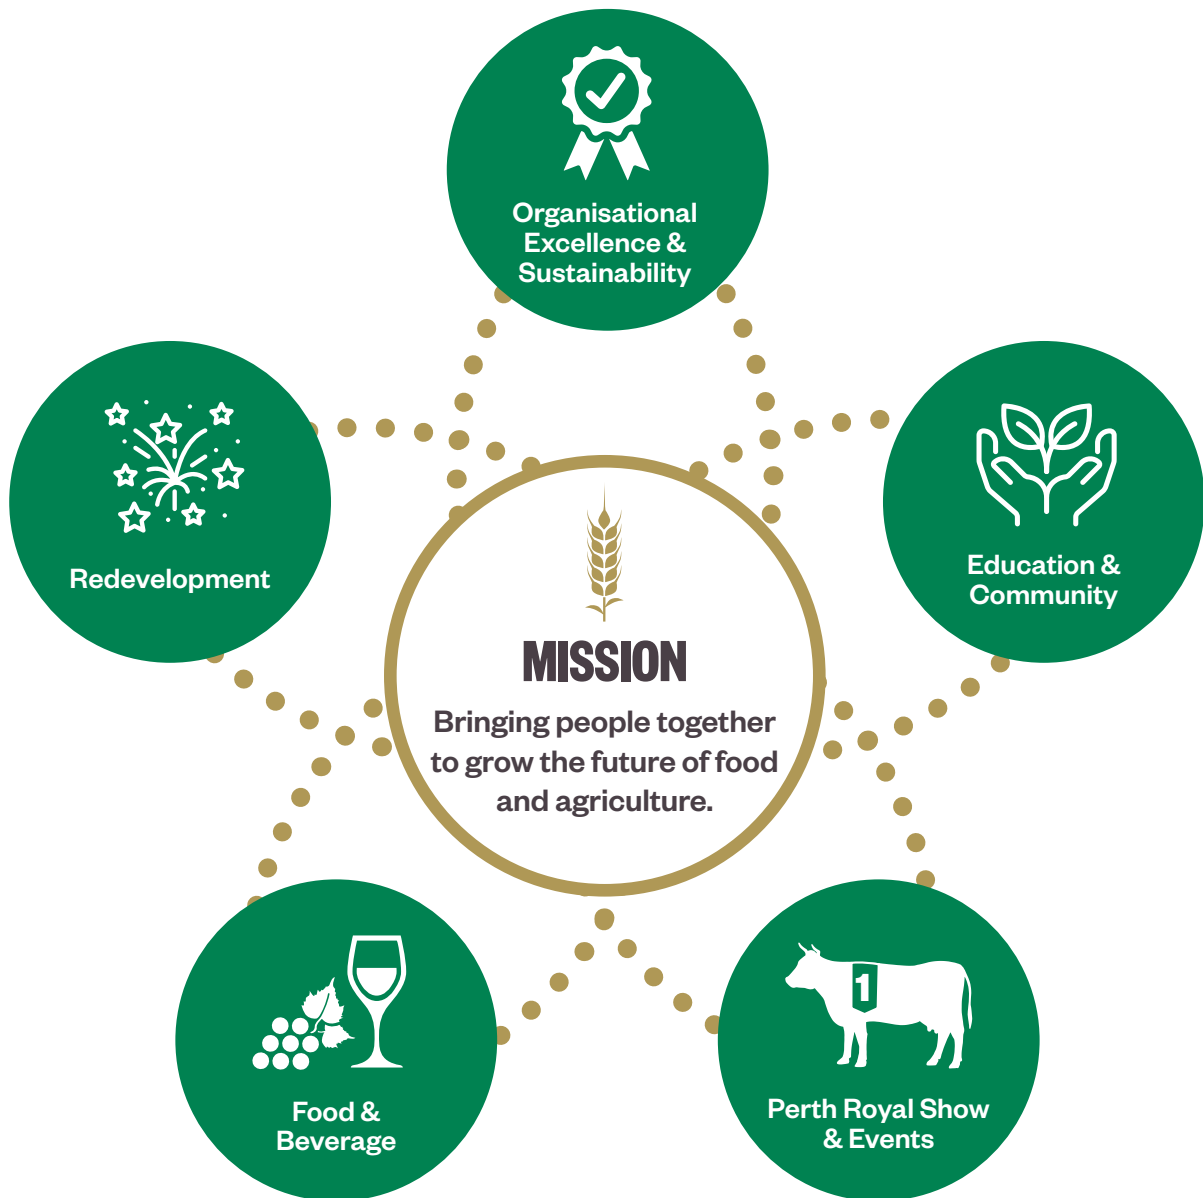 Organisational
Excellence &
Sustainability
Redevelopment
Education &
Community
MISSION
Bringing people together
to grow the future of food
and agriculture.
Food &
Beverage
1
Perth Royal Show
& Events